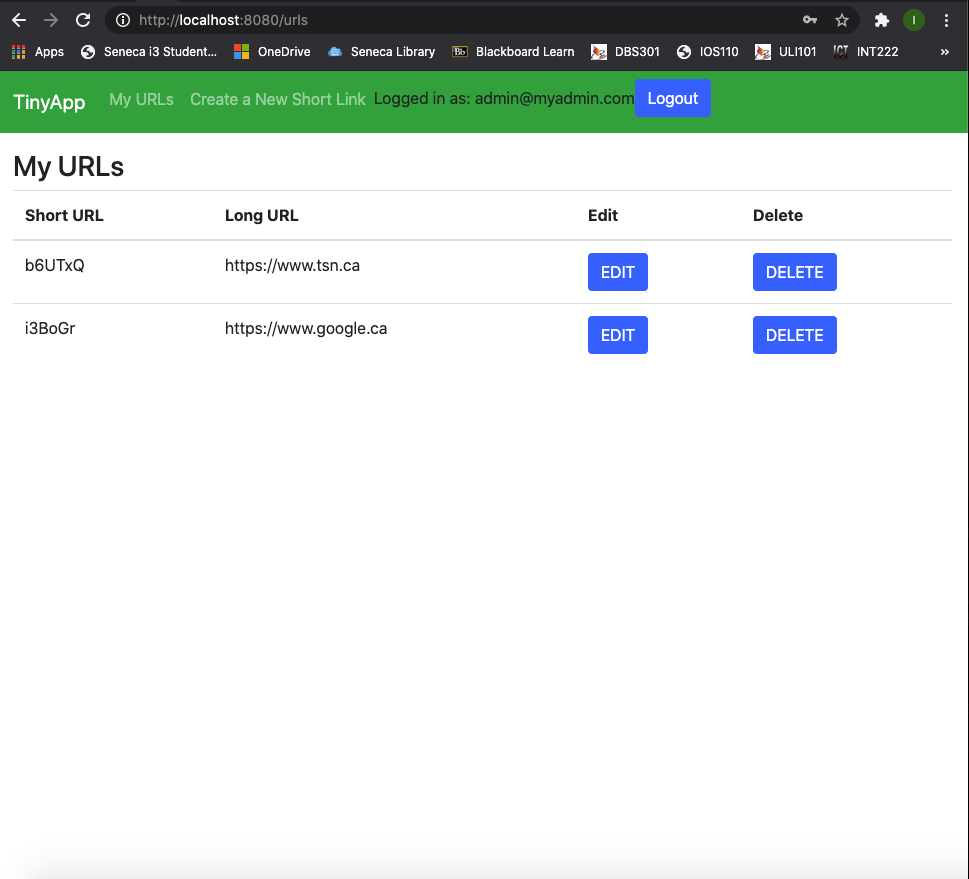 http://localhost:8080/urls
Apps Seneca i3 Student... OneDrive Seneca Library Bb Blackboard Learn DBS301 IOS110 ULI101 ICT INT222 »
TinyApp My URLs Create a New Short Link Logged in as: admin@myadmin.com Logout
My URLs
Short URL Long URL Edit Delete
b6UTxQ https://www.tsn.ca EDIT DELETE
i3BoGr https://www.google.ca EDIT DELETE